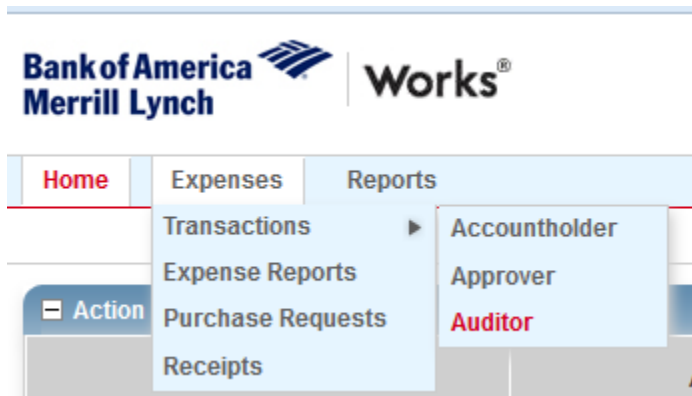 Bank of America
Merrill Lynch
Works®
Home Expenses Reports
Transactions
Expense Reports
Purchase Requests
Receipts
Accountholder
Approver
Auditor
Action